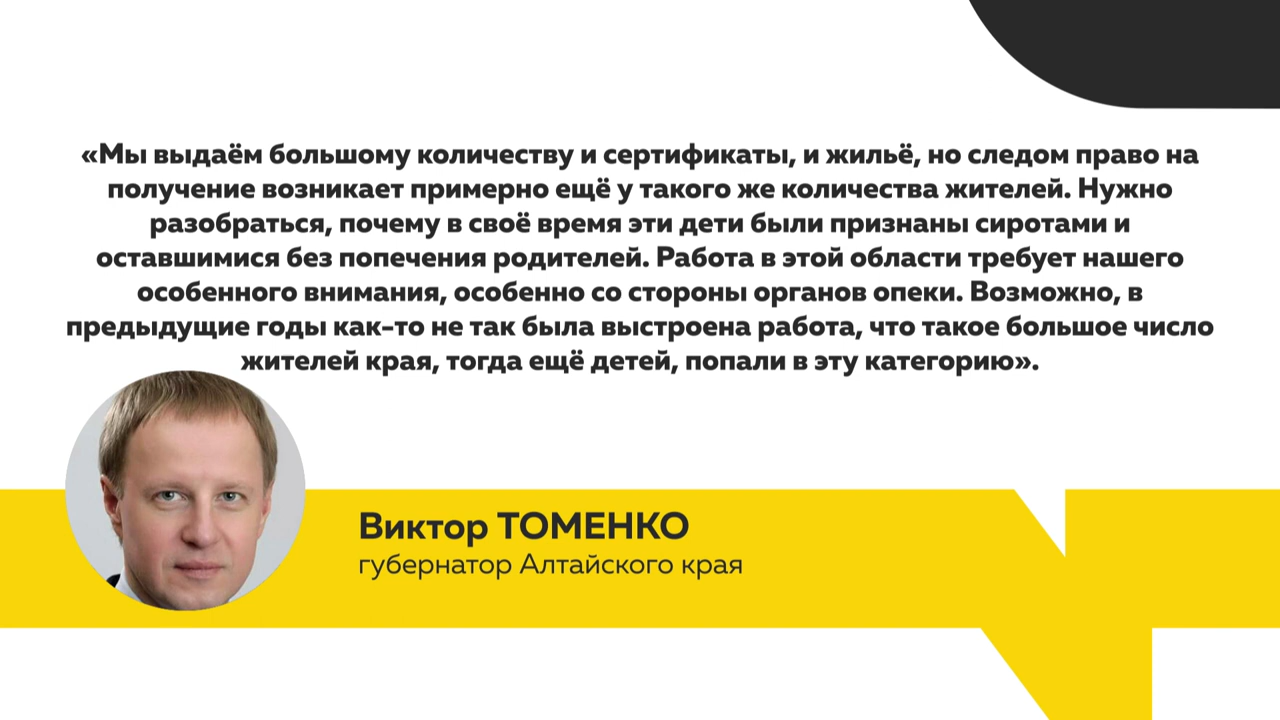 «Мы выдаём большому количеству и сертификаты, и жильё, но следом право на
получение возникает примерно ещё у такого же количества жителей. Нужно
разобраться, почему в своё время эти дети были признаны сиротами и
оставшимися без попечения родителей. Работа в этой области требует нашего
особенного внимания, особенно со стороны органов опеки. Возможно, в
предыдущие годы как-то не так была выстроена работа, что такое большое число
жителей края, тогда ещё детей, попали в эту категорию».
Виктор ТОМЕНКО
губернатор Алтайского края